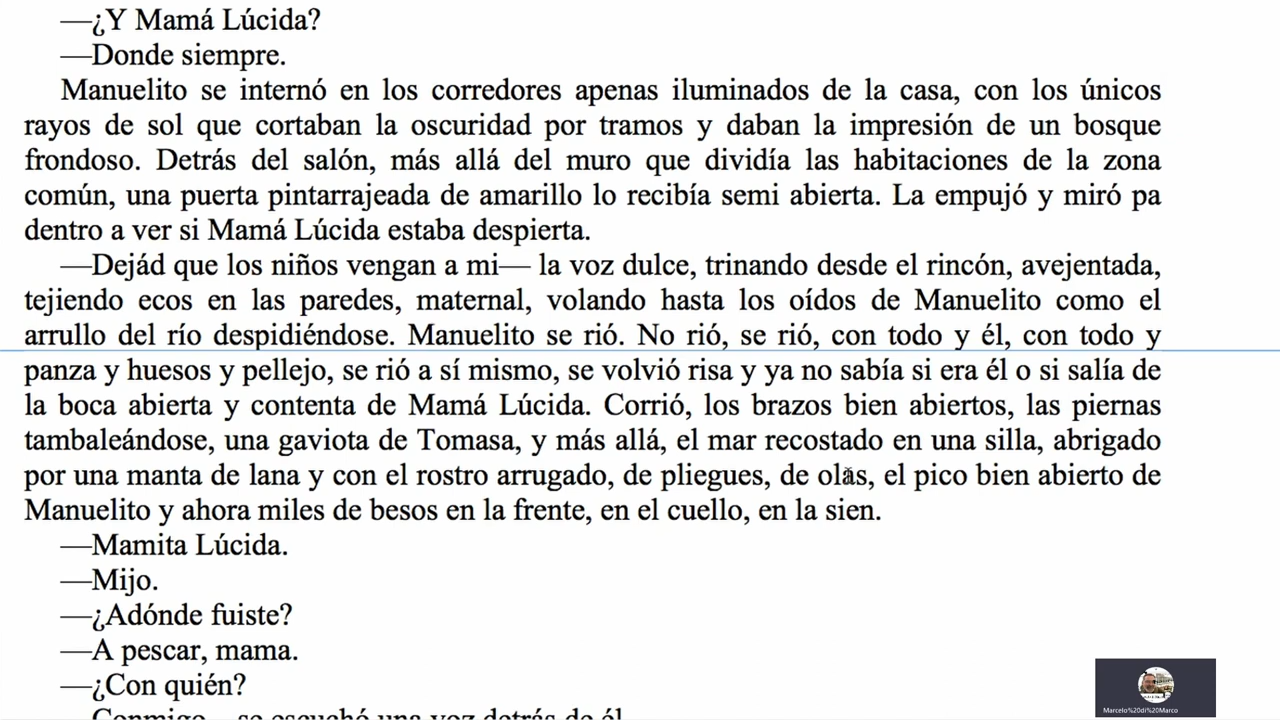 —¿Y Mamá Lúcida?
—Donde siempre.
Manuelito se internó en los corredores apenas iluminados de la casa, con los únicos
rayos de sol que cortaban la oscuridad por tramos y daban la impresión de un bosque
frondoso. Detrás del salón, más allá del muro que dividía las habitaciones de la zona
común, una puerta pintarrajeada de amarillo lo recibía semi abierta. La empujó y miró pa
dentro a ver si Mamá Lúcida estaba despierta.
—Dejád que los niños vengan a mi— la voz dulce, trinando desde el rincón, avejentada,
tejiendo ecos en las paredes, maternal, volando hasta los oídos de Manuelito como el
arrullo del río despidiéndose. Manuelito se rió. No rió, se rió, con todo y él, con todo y
panza y huesos y pellejo, se rió a sí mismo, se volvió risa y ya no sabía si era él o si salía de
la boca abierta y contenta de Mamá Lúcida. Corrió, los brazos bien abiertos, las piernas
tambaleándose, una gaviota de Tomasa, y más allá, el mar recostado en una silla, abrigado
por una manta de lana y con el rostro arrugado, de pliegues, de olas, el pico bien abierto de
Manuelito y ahora miles de besos en la frente, en el cuello, en la sien.
—Mamita Lúcida.
—Mijo.
—¿Adónde fuiste?
—A pescar, mama.
—¿Con quién?
—Conmigo—se escuchó una voz detrás de él.
Marcelo%20di%20Marco